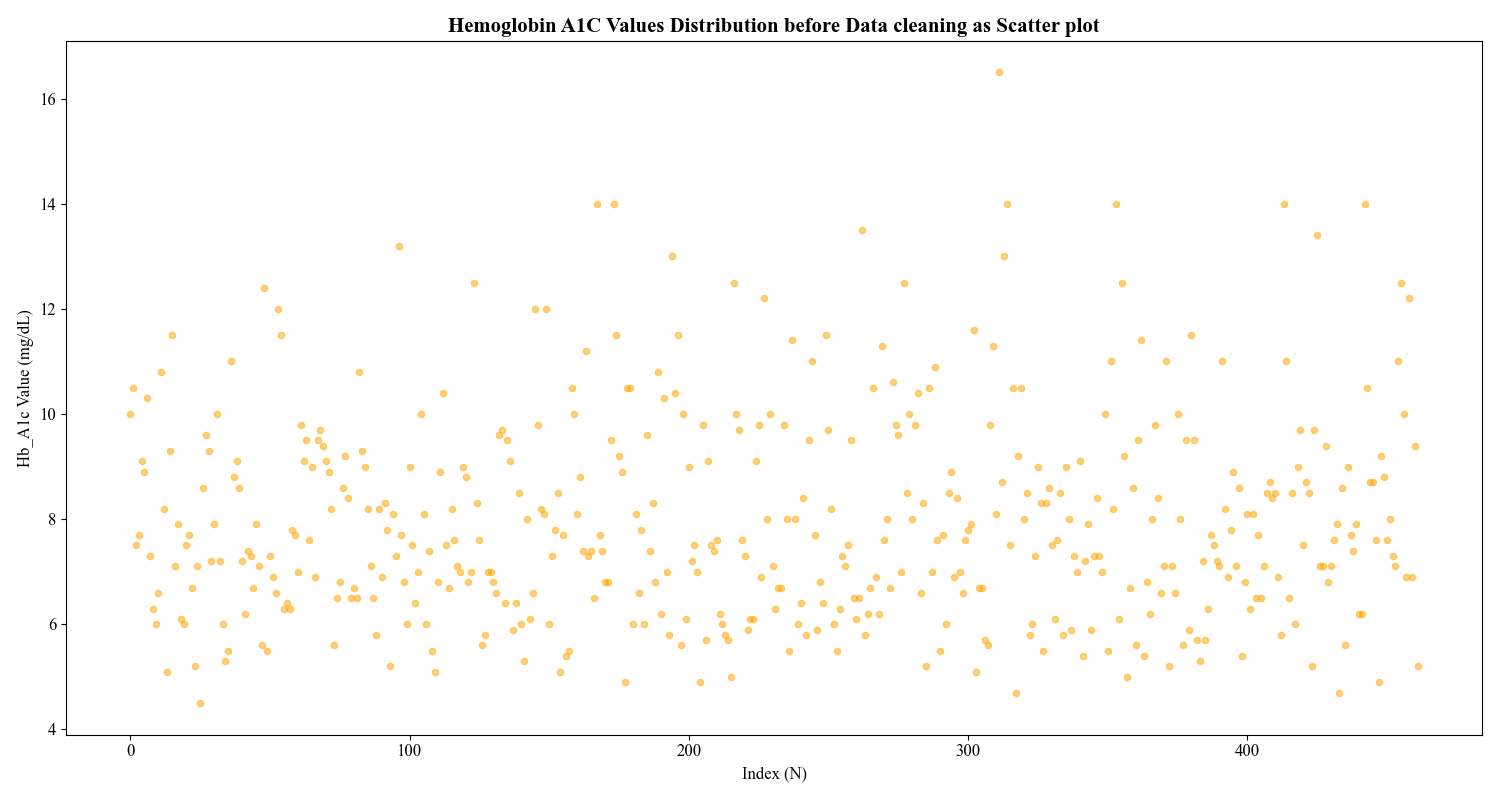 Hemoglobin A1C Values Distribution before Data cleaning as Scatter plot
Hb_A1c Value (mg/dL)
16
14
12
10
8
6
4
0 100 200 300 400
Index (N)